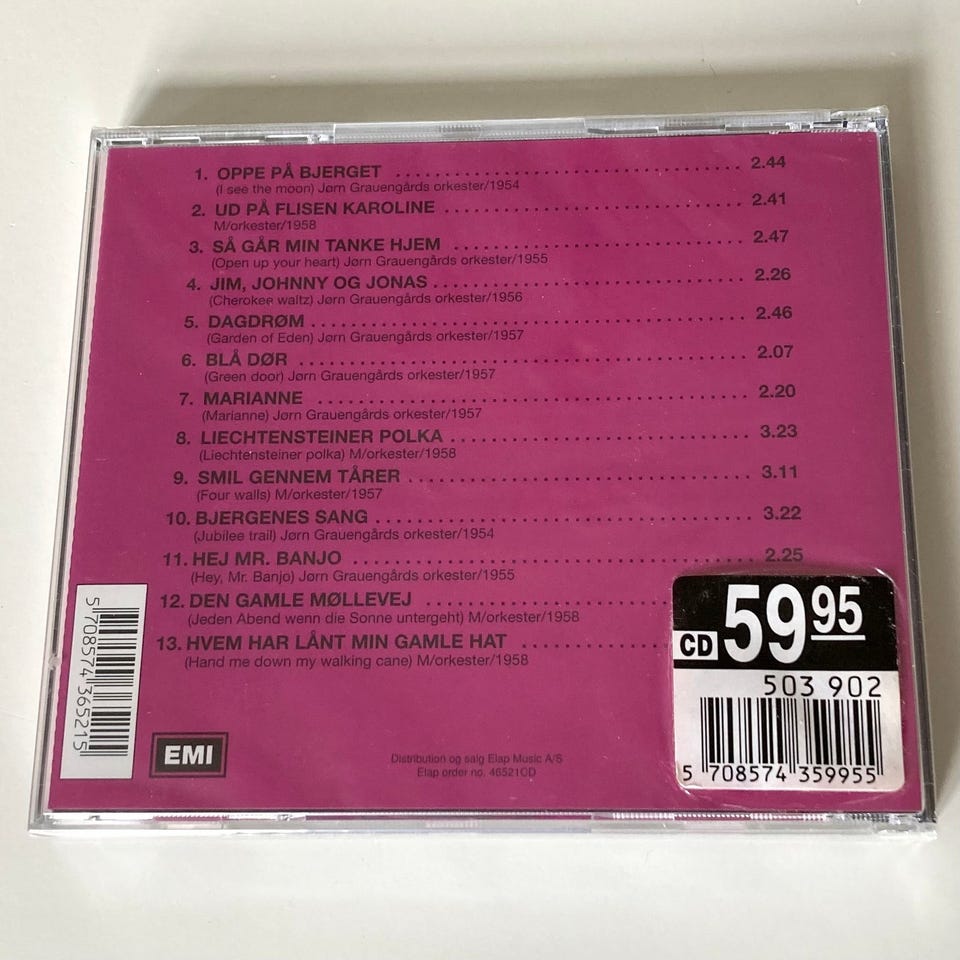 1. OPPE PÅ BJERGET ........ 2.44
(I see the moon) Jørn Grauengårds orkester/1954
2. UD PÅ FLISEN KAROLINE ........ 2.41
M/orkester/1958
3. SÅ GÅR MIN TANKE HJEM ........ 2.47
(Open up your heart) Jørn Grauengårds orkester/1955
4. JIM, JOHNNY OG JONAS ........ 2.26
(Cherokee waltz) Jørn Grauengårds orkester/1956
5. DAGDRØM ........ 2.46
(Garden of Eden) Jørn Grauengårds orkester/1957
6. BLÅ DØR ........ 2.07
(Green door) Jørn Grauengårds orkester/1957
7. MARIANNE ........ 2.20
(Marianne) Jørn Grauengårds orkester/1957
8. LIECHTENSTEINER POLKA ........ 3.23
(Liechtensteiner polka) M/orkester/1958
9. SMIL GENNEM TÅRER ........ 3.11
(Four walls) M/orkester/1957
10. BJERGENES SANG ........ 3.22
(Jubilee trail) Jørn Grauengårds orkester/1954
11. HEJ MR. BANJO ........ 2.25
(Hey, Mr. Banjo) Jørn Grauengårds orkester/1955
12. DEN GAMLE MØLLEVEJ ........
(Jeden Abend wenn die Sonne untergeht) M/orkester/1958
13. HVEM HAR LÅNT MIN GAMLE HAT ........
(Hand me down my walking cane) M/orkester/1958
5 708574 365215
EMI
Distribution og salg Elap Music A/S
Elap order no. 46521CD
CD 59 95
503 902
5 708574 359955